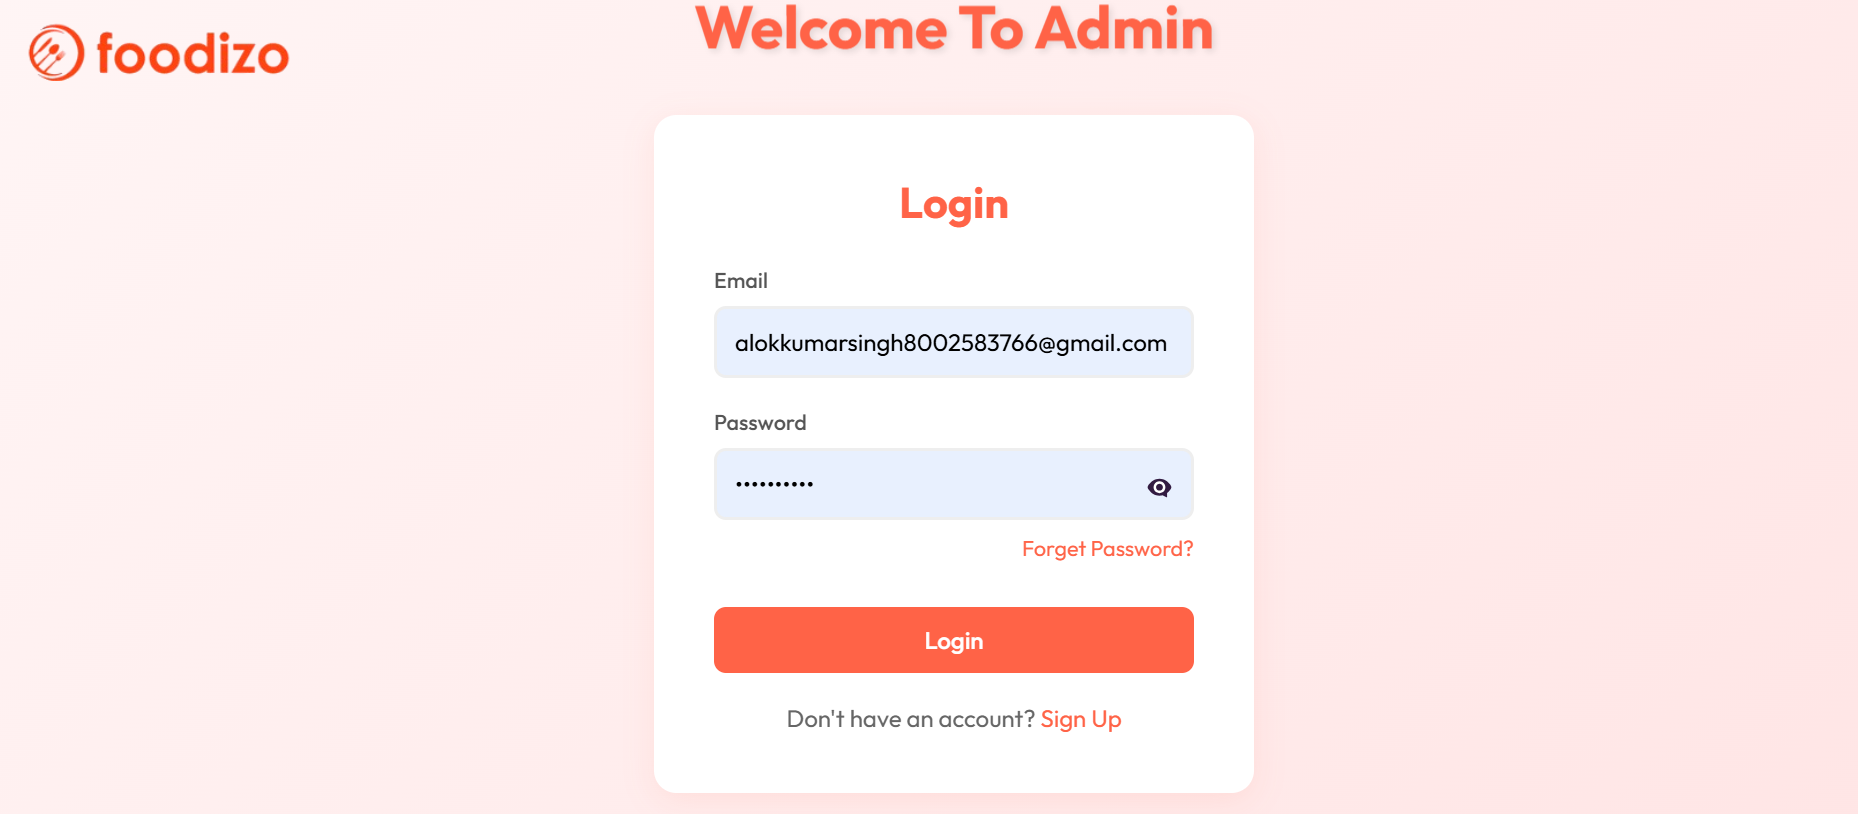 foodizo
Welcome To Admin
Login
Email
alokkumarsingh8002583766@gmail.com
Password
••••••••••
Forget Password?
Login
Don't have an account? Sign Up